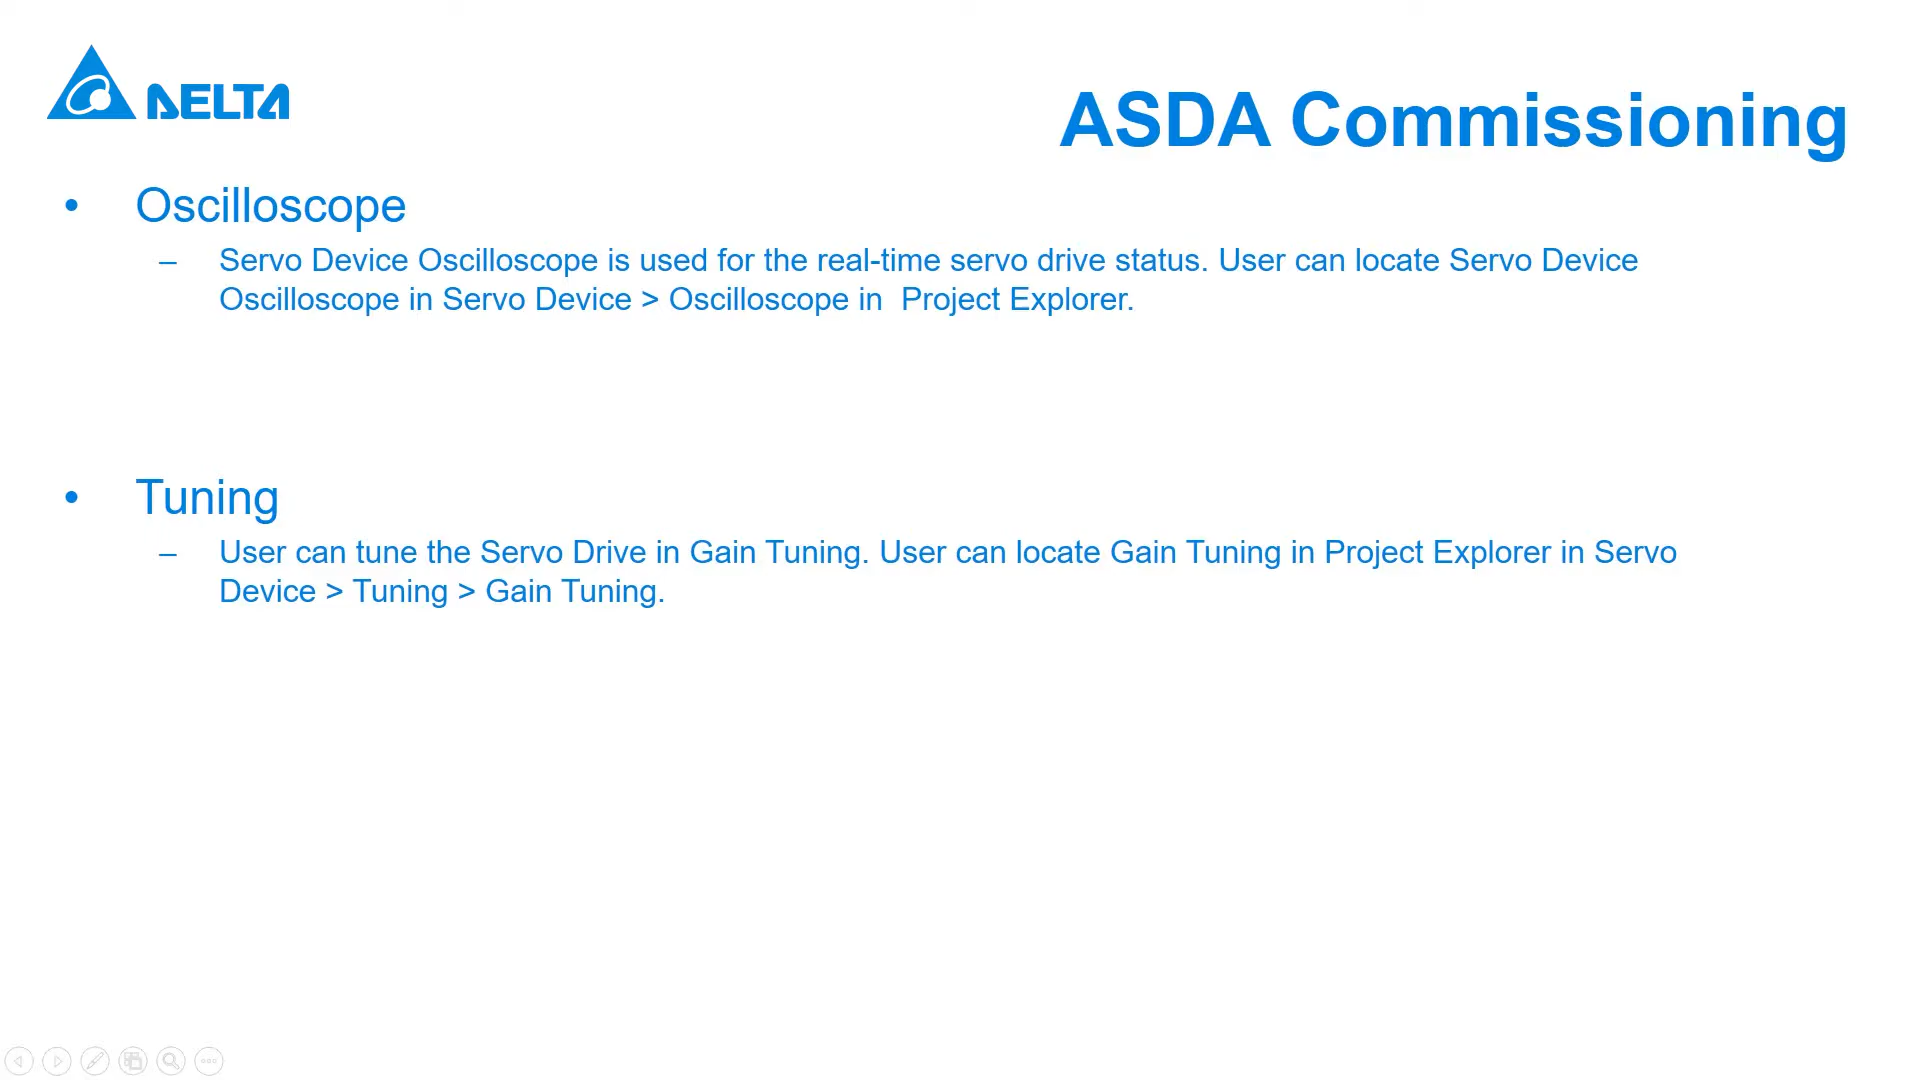 DELTA
ASDA Commissioning
• Oscilloscope
– Servo Device Oscilloscope is used for the real-time servo drive status. User can locate Servo Device
Oscilloscope in Servo Device > Oscilloscope in  Project Explorer.
• Tuning
– User can tune the Servo Drive in Gain Tuning. User can locate Gain Tuning in Project Explorer in Servo
Device > Tuning > Gain Tuning.